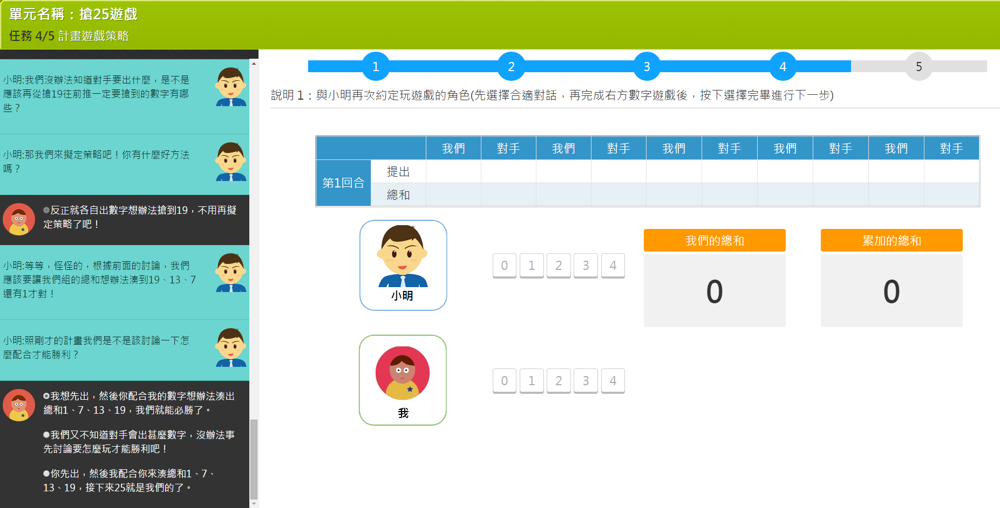 單元名稱：搶25遊戲
任務 4/5 計畫遊戲策略
小明:我們沒辦法知道對手要出什麼，是不是
應該再從搶19往前推一定要搶到的數字有哪
些？
小明:那我們來擬定策略吧！你有什麼好方法
嗎？
反正就各自出數字想辦法搶到19，不用再擬
定策略了吧！
小明:等等，怪怪的，根據前面的討論，我們
應該要讓我們組的總和想辦法湊到19、13、7
還有1才對！
小明:照剛才的計畫我們是不是該討論一下怎
麼配合才能勝利？
我想先出，然後你配合我的數字想辦法湊出
總和1、7、13、19，我們就能必勝了。
我們又不知道對手會出甚麼數字，沒辦法事
先討論要怎麼玩才能勝利吧！
你先出，然後我配合你來湊總和1、7、
13、19，接下來25就是我們的了。
1 2 3 4 5
說明 1：與小明再次約定玩遊戲的角色(先選擇合適對話，再完成右方數字遊戲後，按下選擇完畢進行下一步)
我們 對手 我們 對手 我們 對手 我們 對手 我們 對手
第1回合
提出
總和
小明
0 1 2 3 4
我們的總和
0
累加的總和
0
我
0 1 2 3 4